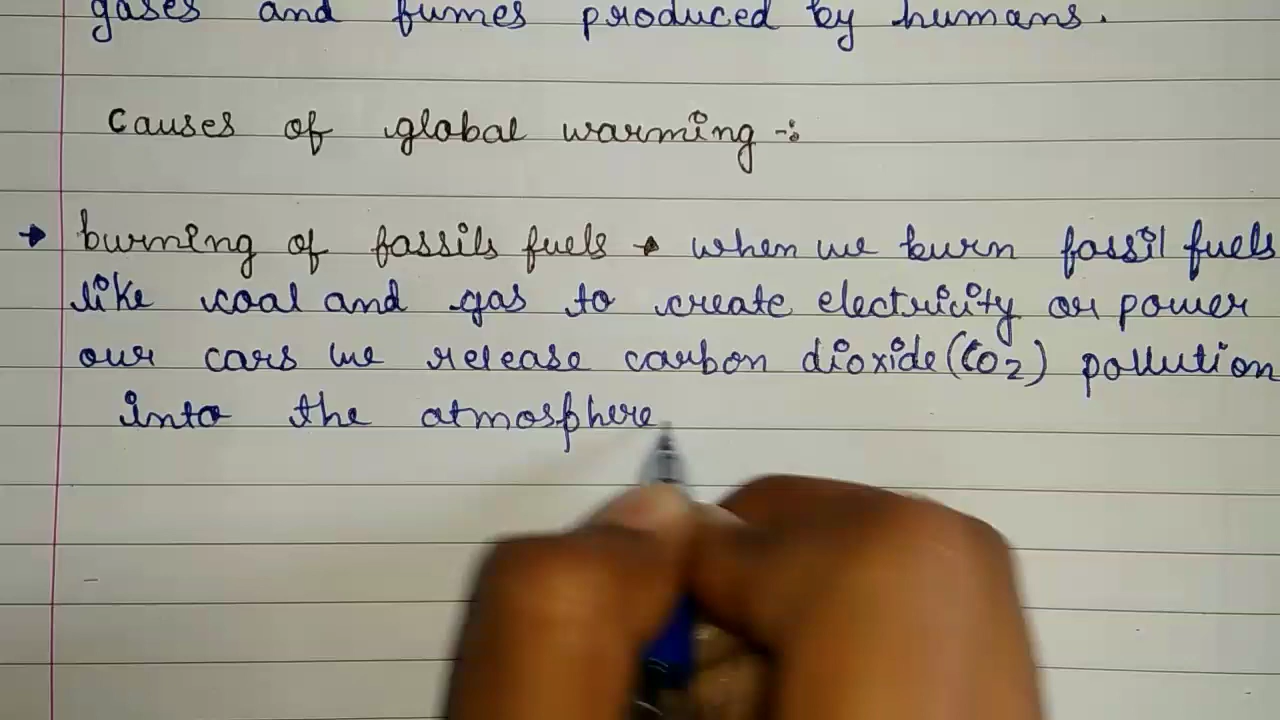 gases and fumes produced by humans.
Causes of global warming -:
→ burning of fossils fuels → when we burn fossil fuels
like coal and gas to create electricity or power
our cars we release carbon dioxide (CO2) pollution
into the atmosphere